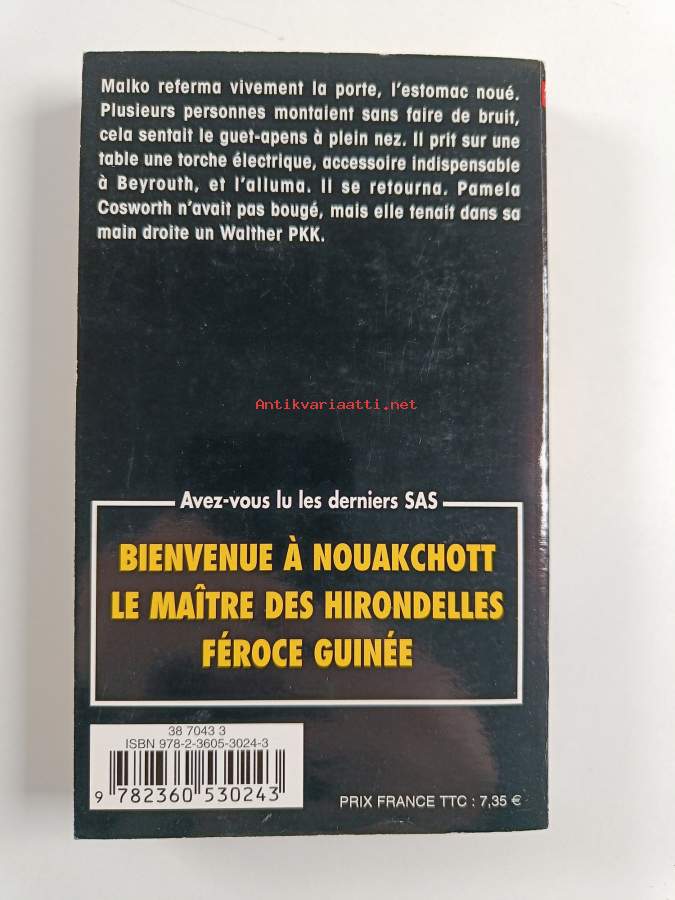 Malko referma vivement la porte, l'estomac noué.
Plusieurs personnes montaient sans faire de bruit,
cela sentait le guet-apens à plein nez. Il prit sur une
table une torche électrique, accessoire indispensable
à Beyrouth, et l'alluma. Il se retourna. Pamela
Cosworth n'avait pas bougé, mais elle tenait dans sa
main droite un Walther PKK.
Antikvariaatti.net
Avez-vous lu les derniers SAS
BIENVENUE À NOUAKCHOTT
LE MAÎTRE DES HIRONDELLES
FÉROCE GUINÉE
38 7043 3
ISBN 978-2-3605-3024-3
9 782360 530243
PRIX FRANCE TTC : 7,35 €